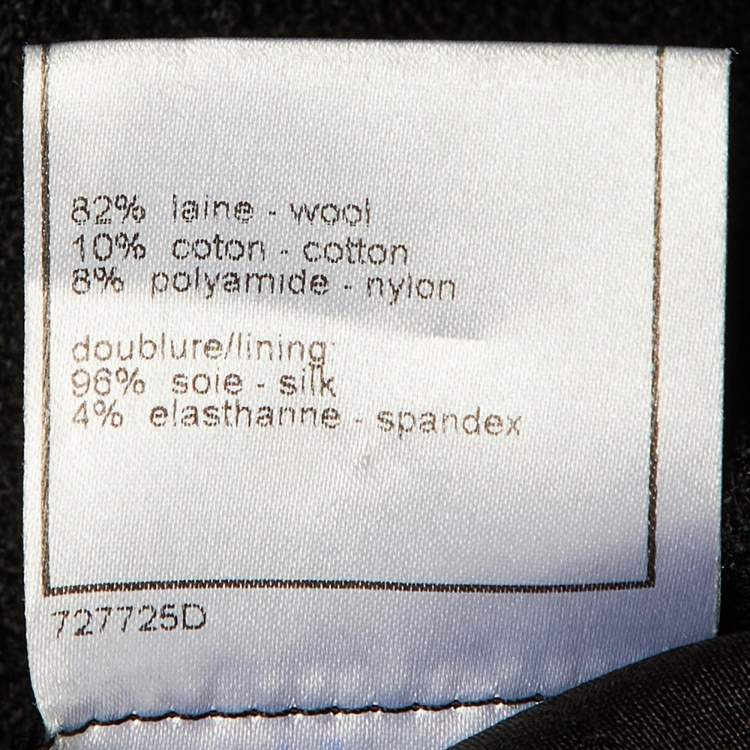 82% laine - wool
10% coton - cotton
8% polyamide - nylon
doublure/lining:
96% soie - silk
4% elasthanne - spandex
727725D